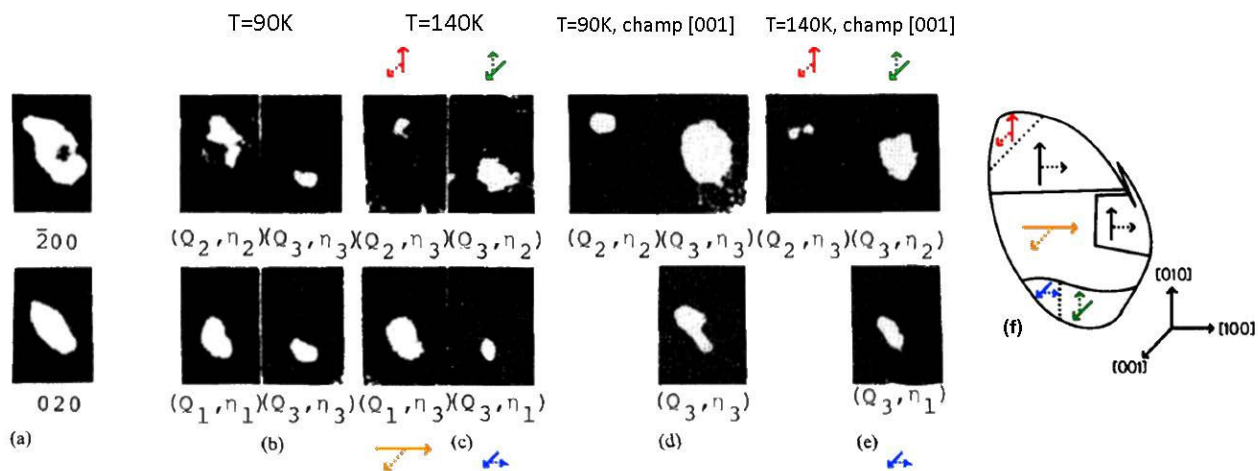 T=90K T=140K T=90K, champ [001] T=140K, champ [001]
2̄00 (Q2,η2)(Q3,η3)(Q2,η3)(Q3,η2) (Q2,η2)(Q3,η3) (Q2,η3)(Q3,η2)
[010]
(f)
[100]
[001]
020 (Q1,η1)(Q3,η3)(Q1,η3)(Q3,η1) (Q3,η3) (Q3,η1)
(a) (b) (c) (d) (e)